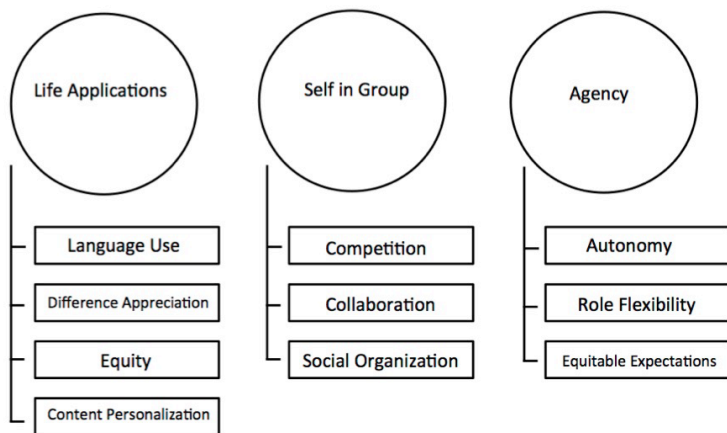 Life Applications
Language Use
Difference Appreciation
Equity
Content Personalization
Self in Group
Competition
Collaboration
Social Organization
Agency
Autonomy
Role Flexibility
Equitable Expectations